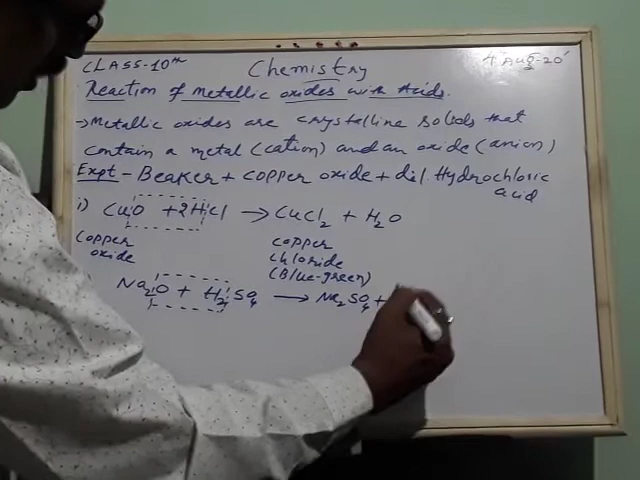 CLASS-10th Chemistry 4 Aug-20'
Reaction of Metallic oxides with Acids.
→ Metallic oxides are crystelline solids that
contain a metal (cation) and an oxide (anion)
Expt - Beaker + copper oxide + dil Hydrochloric
acid
i) CuO + 2HCl → CuCl2 + H2O
Copper Copper
oxide chloride
(Blue-green)
Na2O + H2SO4 → Na2SO4 +